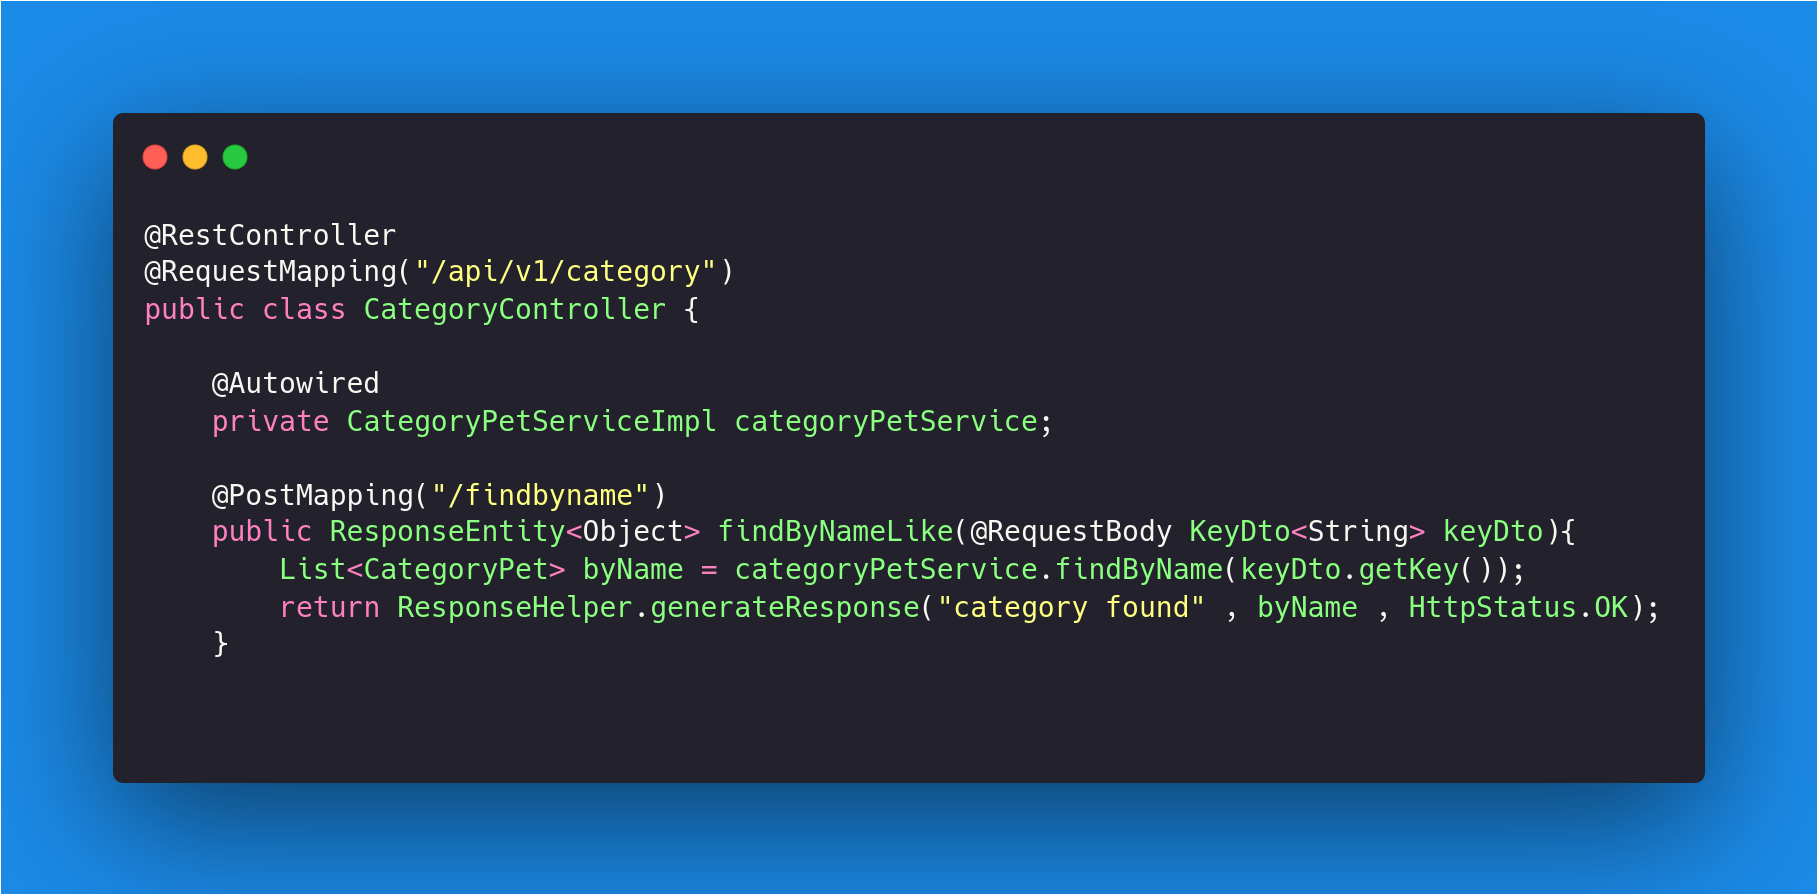 @RestController
@RequestMapping("/api/v1/category")
public class CategoryController {
@Autowired
private CategoryPetServiceImpl categoryPetService;
@PostMapping("/findbyname")
public ResponseEntity<Object> findByNameLike(@RequestBody KeyDto<String> keyDto){
List<CategoryPet> byName = categoryPetService.findByName(keyDto.getKey());
return ResponseHelper.generateResponse("category found" , byName , HttpStatus.OK);
}